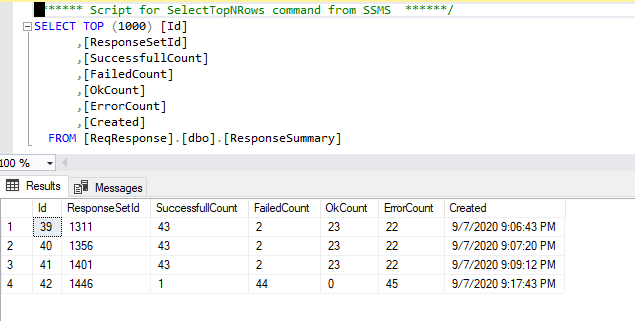 ****** Script for SelectTopNRows command from SSMS  ******/
SELECT TOP (1000) [Id]
,[ResponseSetId]
,[SuccessfullCount]
,[FailedCount]
,[OkCount]
,[ErrorCount]
,[Created]
FROM [ReqResponse].[dbo].[ResponseSummary]
100 %
Results Messages
Id ResponseSetId SuccessfullCount FailedCount OkCount ErrorCount Created
1 39 1311 43 2 23 22 9/7/2020 9:06:43 PM
2 40 1356 43 2 23 22 9/7/2020 9:07:20 PM
3 41 1401 43 2 23 22 9/7/2020 9:09:12 PM
4 42 1446 1 44 0 45 9/7/2020 9:17:43 PM